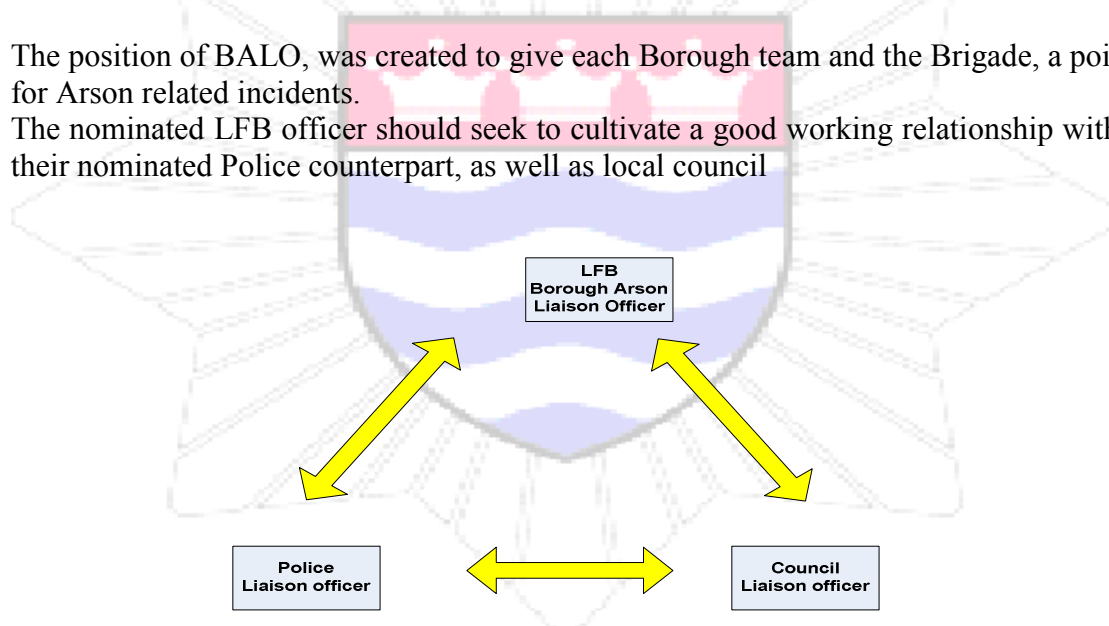 The position of BALO, was created to give each Borough team and the Brigade, a poi
for Arson related incidents.
The nominated LFB officer should seek to cultivate a good working relationship with
their nominated Police counterpart, as well as local council
LFB
Borough Arson
Liaison Officer
Police
Liaison officer
Council
Liaison officer